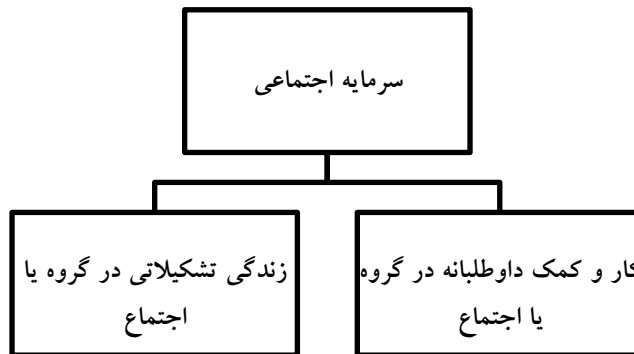 سرمایه اجتماعی
کار و کمک داوطلبانه در گروه
یا اجتماع
زندگی تشکیلاتی در گروه یا
اجتماع